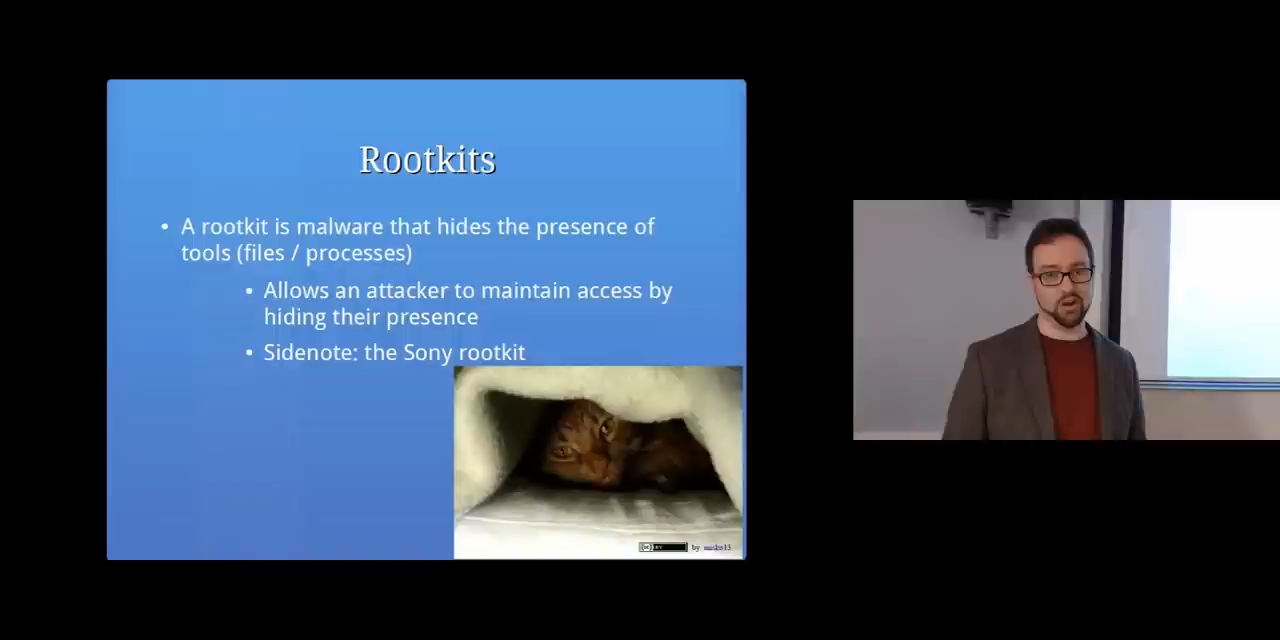 Rootkits
• A rootkit is malware that hides the presence of
tools (files / processes)
• Allows an attacker to maintain access by
hiding their presence
• Sidenote: the Sony rootkit
by